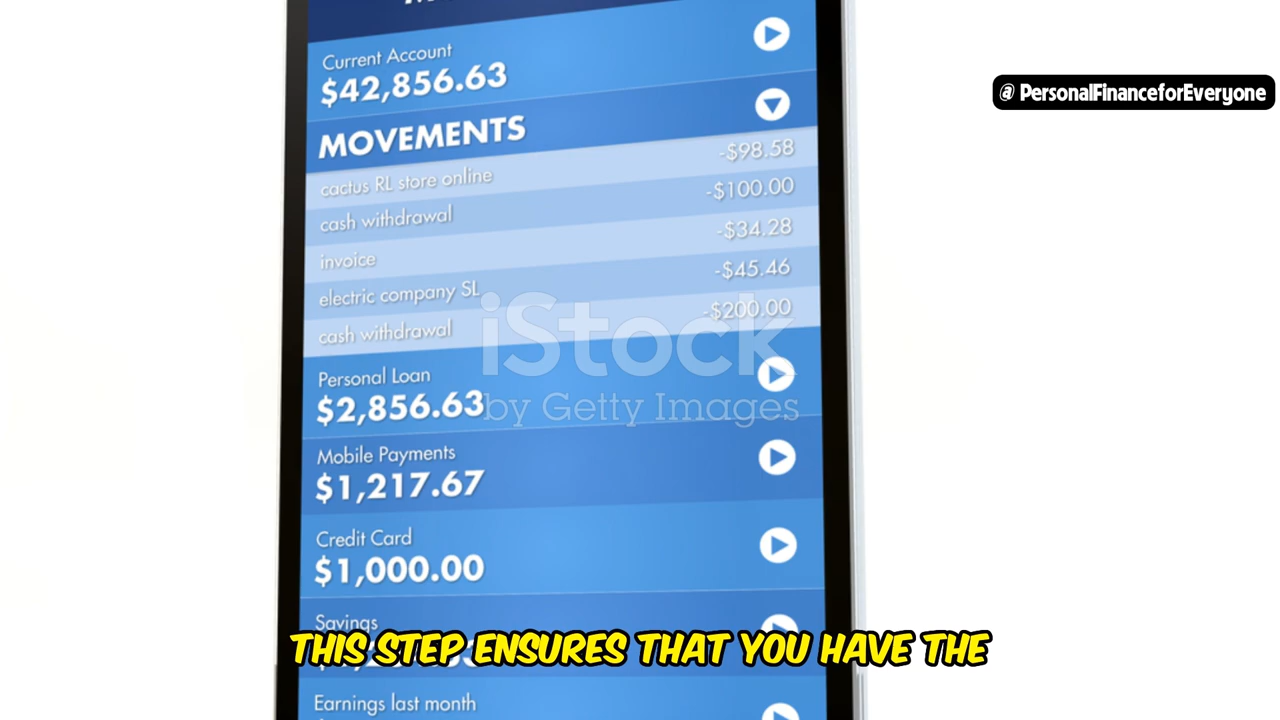 Current Account
$42,856.63
MOVEMENTS
cactus RL store online -$98.58
cash withdrawal -$100.00
invoice -$34.28
electric company SL -$45.46
cash withdrawal -$200.00
Personal Loan
$2,856.63
Mobile Payments
$1,217.67
Credit Card
$1,000.00
Savings
Earnings last month
@ PersonalFinanceforEveryone
iStock
by Getty Images
THIS STEP ENSURES THAT YOU HAVE THE